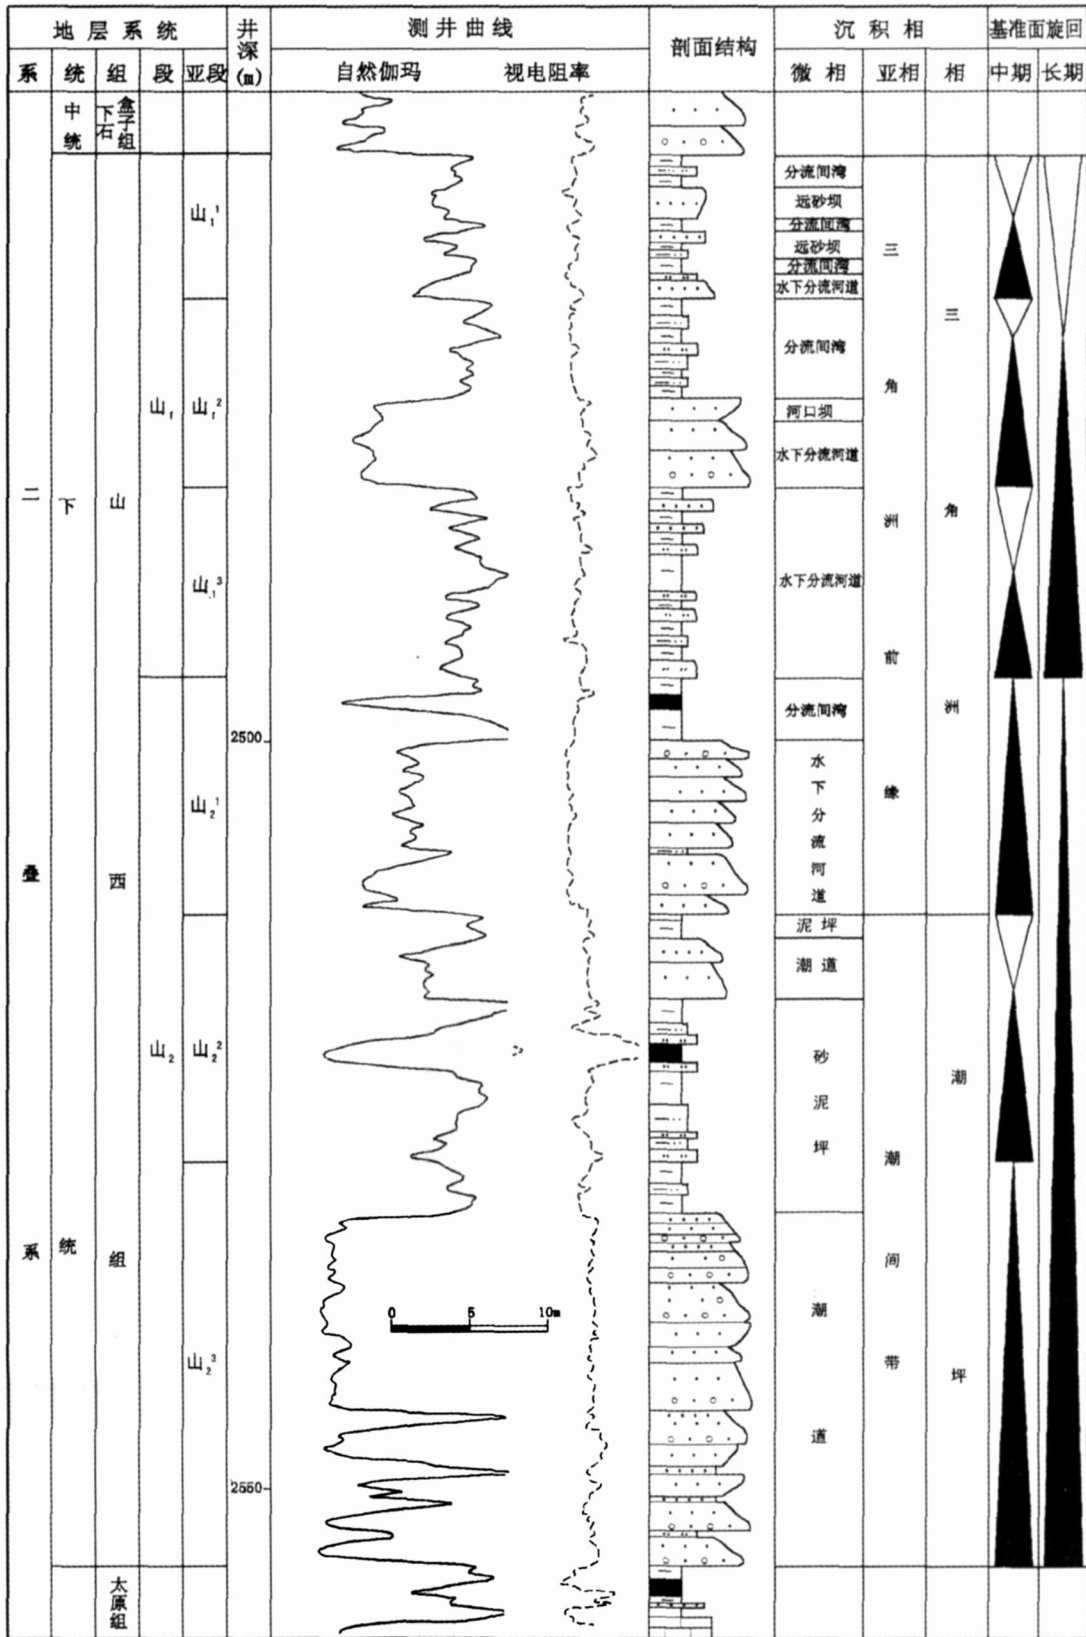 地层系统 井深(m) 测井曲线 剖面结构 沉积相 基准面旋回
系 统 组 段 亚段 自然伽玛 视电阻率 微相 亚相 相 中期 长期
二叠系
中统
下统
下石盒子组
山西组
太原组
山₁
山₂
山₁¹
山₁²
山₁³
山₂¹
山₂²
山₂³
2500
2550
0 5 10m
分流间湾
远砂坝
分流间湾
远砂坝
分流间湾
水下分流河道
分流间湾
河口坝
水下分流河道
水下分流河道
分流间湾
水下分流河道
泥坪
潮道
砂泥坪
潮道
三角洲前缘
潮间带
三角洲
潮坪